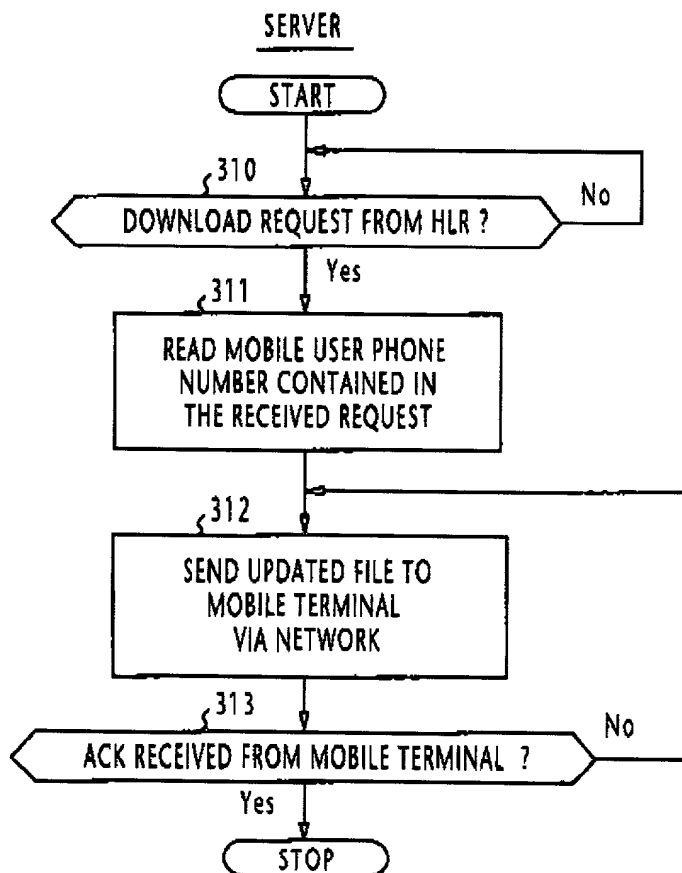 SERVER
START
310
DOWNLOAD REQUEST FROM HLR ?
No
Yes
311
READ MOBILE USER PHONE
NUMBER CONTAINED IN
THE RECEIVED REQUEST
312
SEND UPDATED FILE TO
MOBILE TERMINAL
VIA NETWORK
313
ACK RECEIVED FROM MOBILE TERMINAL ?
No
Yes
STOP